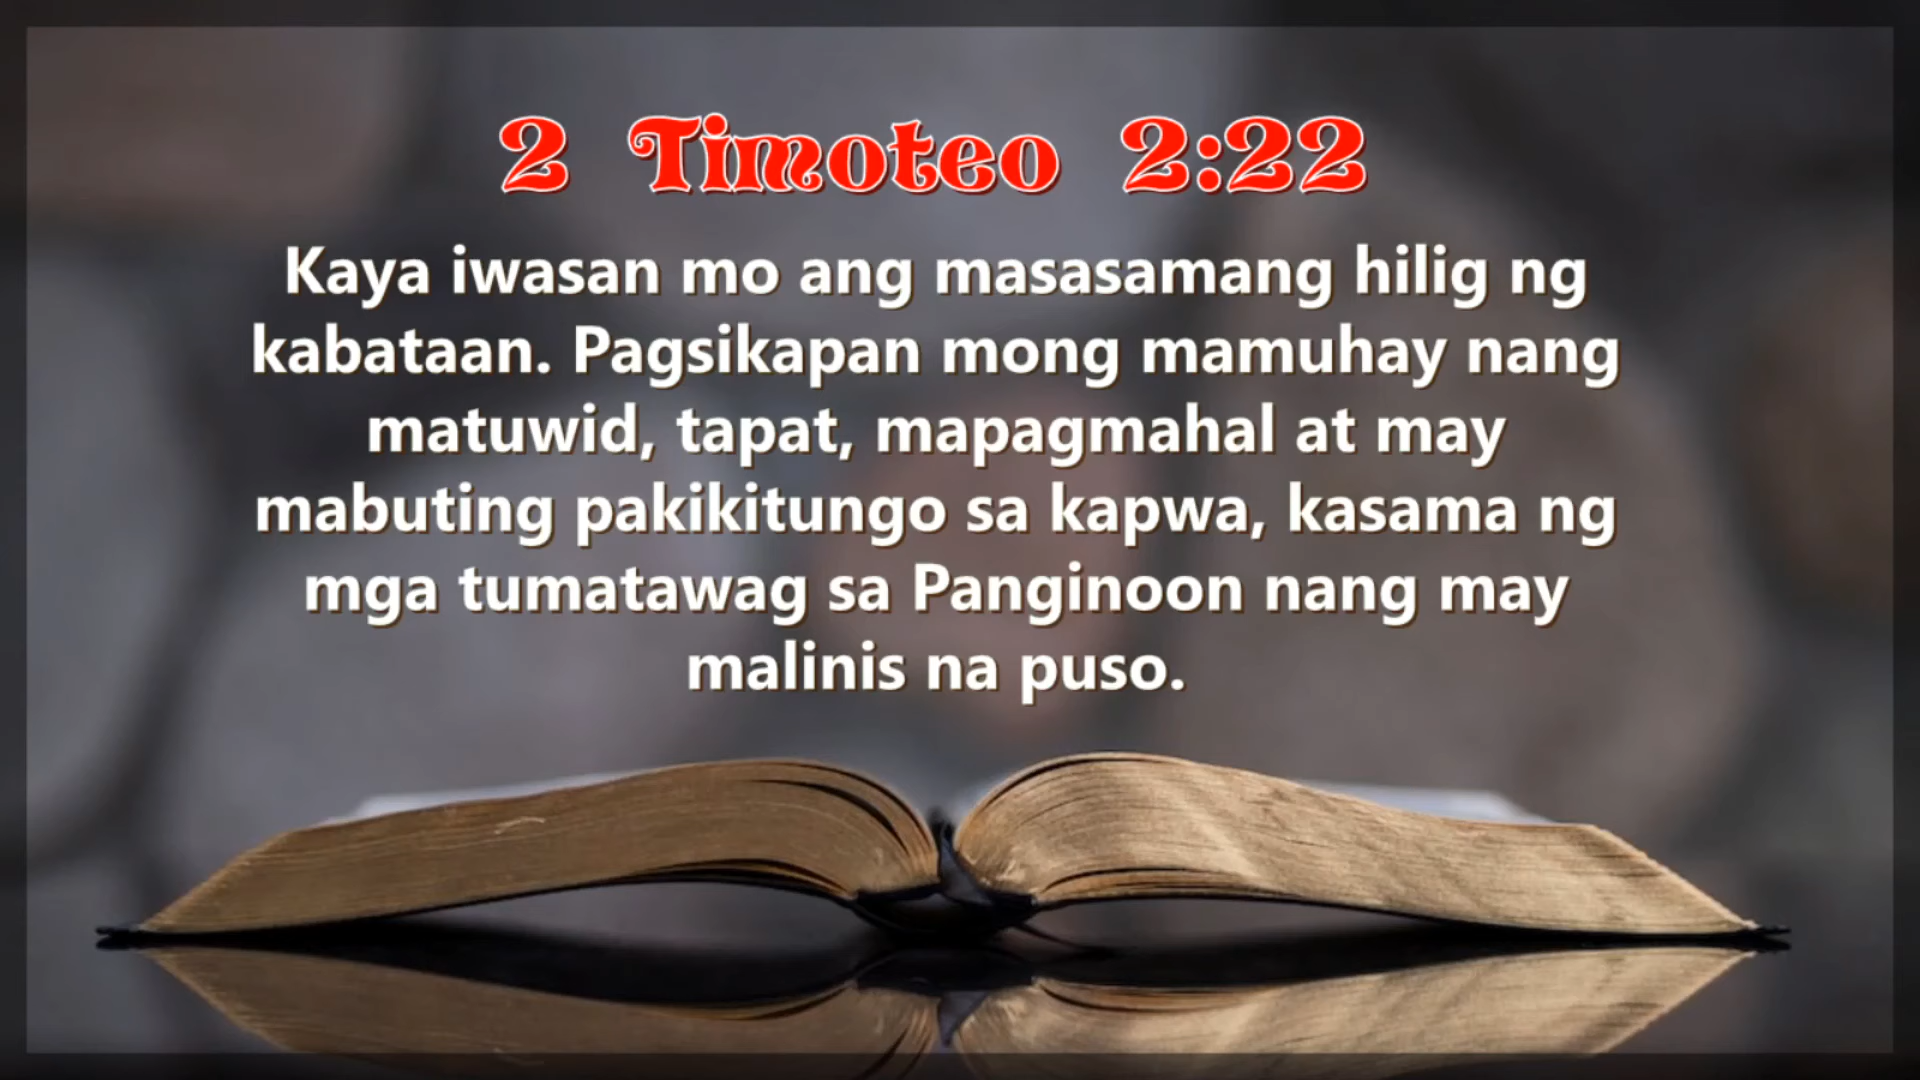 2 Timoteo 2:22
Kaya iwasan mo ang masasamang hilig ng
kabataan. Pagsikapan mong mamuhay nang
matuwid, tapat, mapagmahal at may
mabuting pakikitungo sa kapwa, kasama ng
mga tumatawag sa Panginoon nang may
malinis na puso.